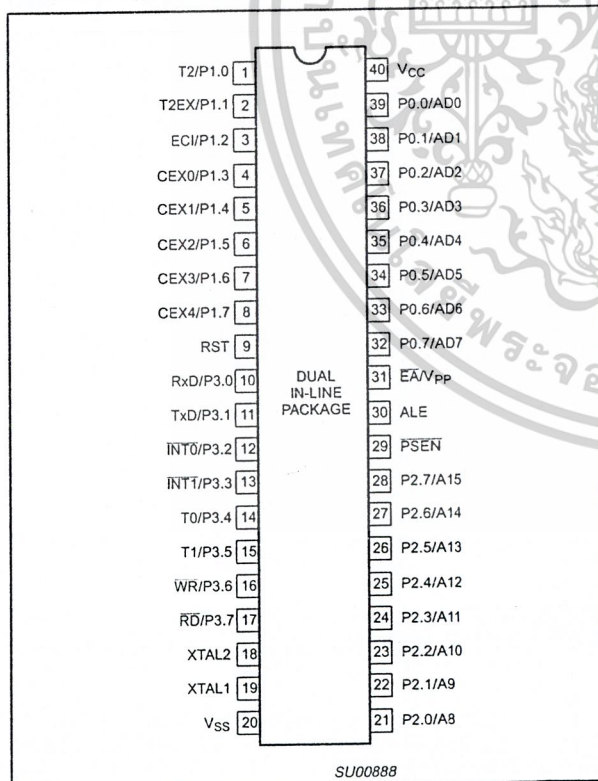 T2/P1.0 1
T2EX/P1.1 2
ECI/P1.2 3
CEX0/P1.3 4
CEX1/P1.4 5
CEX2/P1.5 6
CEX3/P1.6 7
CEX4/P1.7 8
RST 9
RxD/P3.0 10
TxD/P3.1 11
INT0/P3.2 12
INT1/P3.3 13
T0/P3.4 14
T1/P3.5 15
WR/P3.6 16
RD/P3.7 17
XTAL2 18
XTAL1 19
VSS 20
DUAL
IN-LINE
PACKAGE
40 VCC
39 P0.0/AD0
38 P0.1/AD1
37 P0.2/AD2
36 P0.3/AD3
35 P0.4/AD4
34 P0.5/AD5
33 P0.6/AD6
32 P0.7/AD7
31 EA/VPP
30 ALE
29 PSEN
28 P2.7/A15
27 P2.6/A14
26 P2.5/A13
25 P2.4/A12
24 P2.3/A11
23 P2.2/A10
22 P2.1/A9
21 P2.0/A8
SU00888